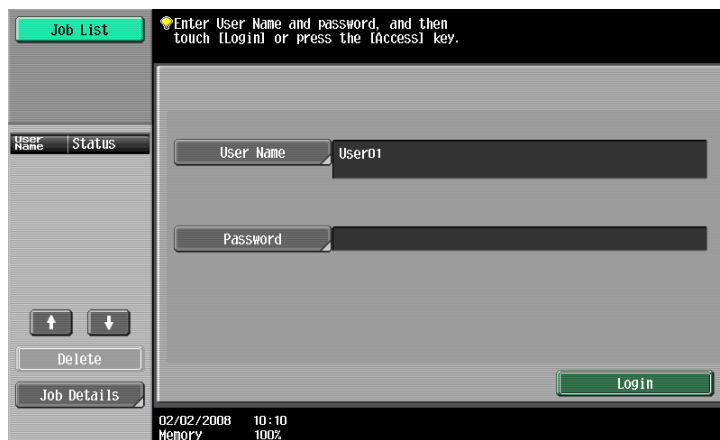 Job List
Enter User Name and password, and then
touch [Login] or press the [Access] key.
User Name
Status
User Name
User01
Password
Delete
Job Details
Login
02/02/2008 10:10
Memory 100%